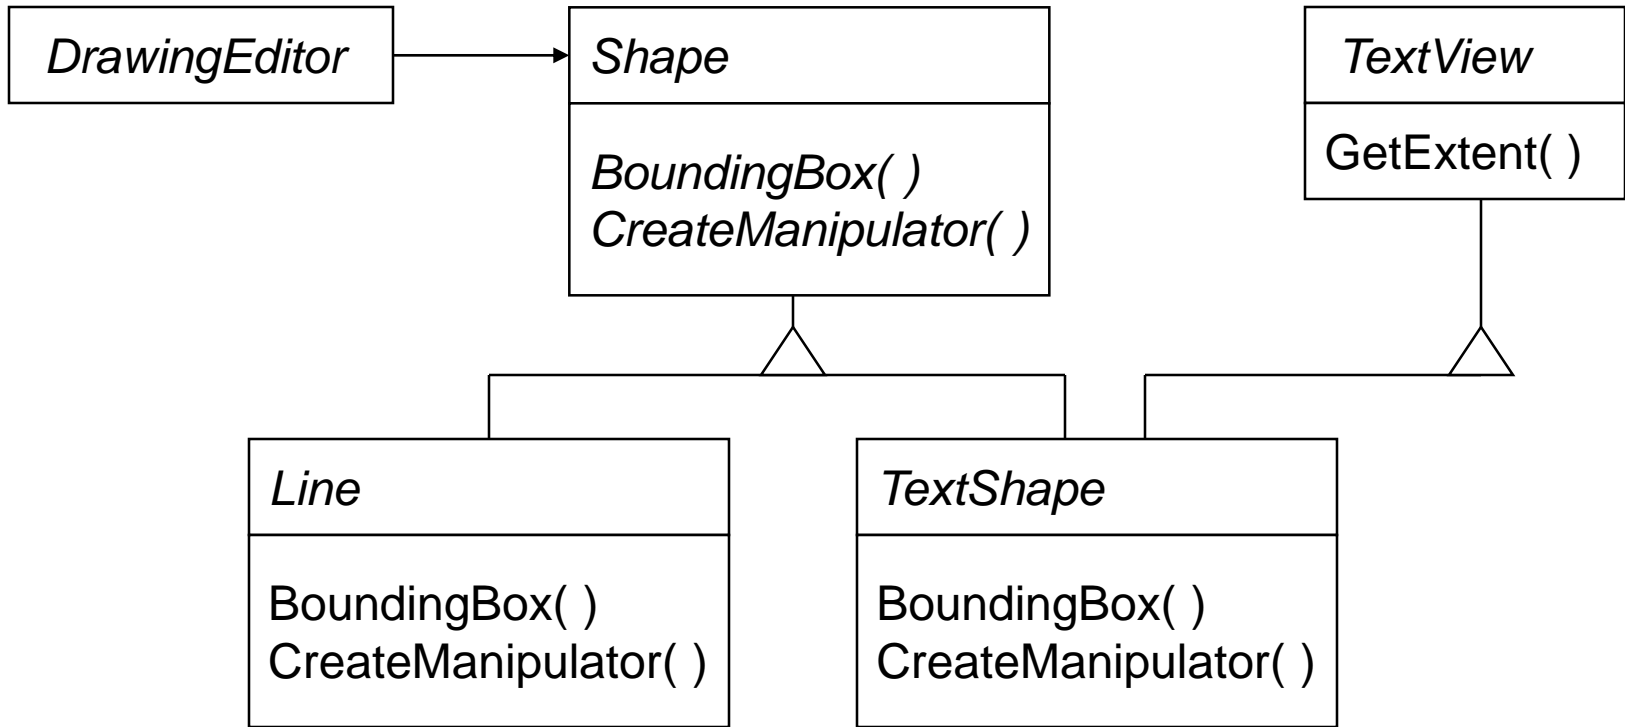 DrawingEditor
Shape
BoundingBox( )
CreateManipulator( )
TextView
GetExtent( )
Line
BoundingBox( )
CreateManipulator( )
TextShape
BoundingBox( )
CreateManipulator( )